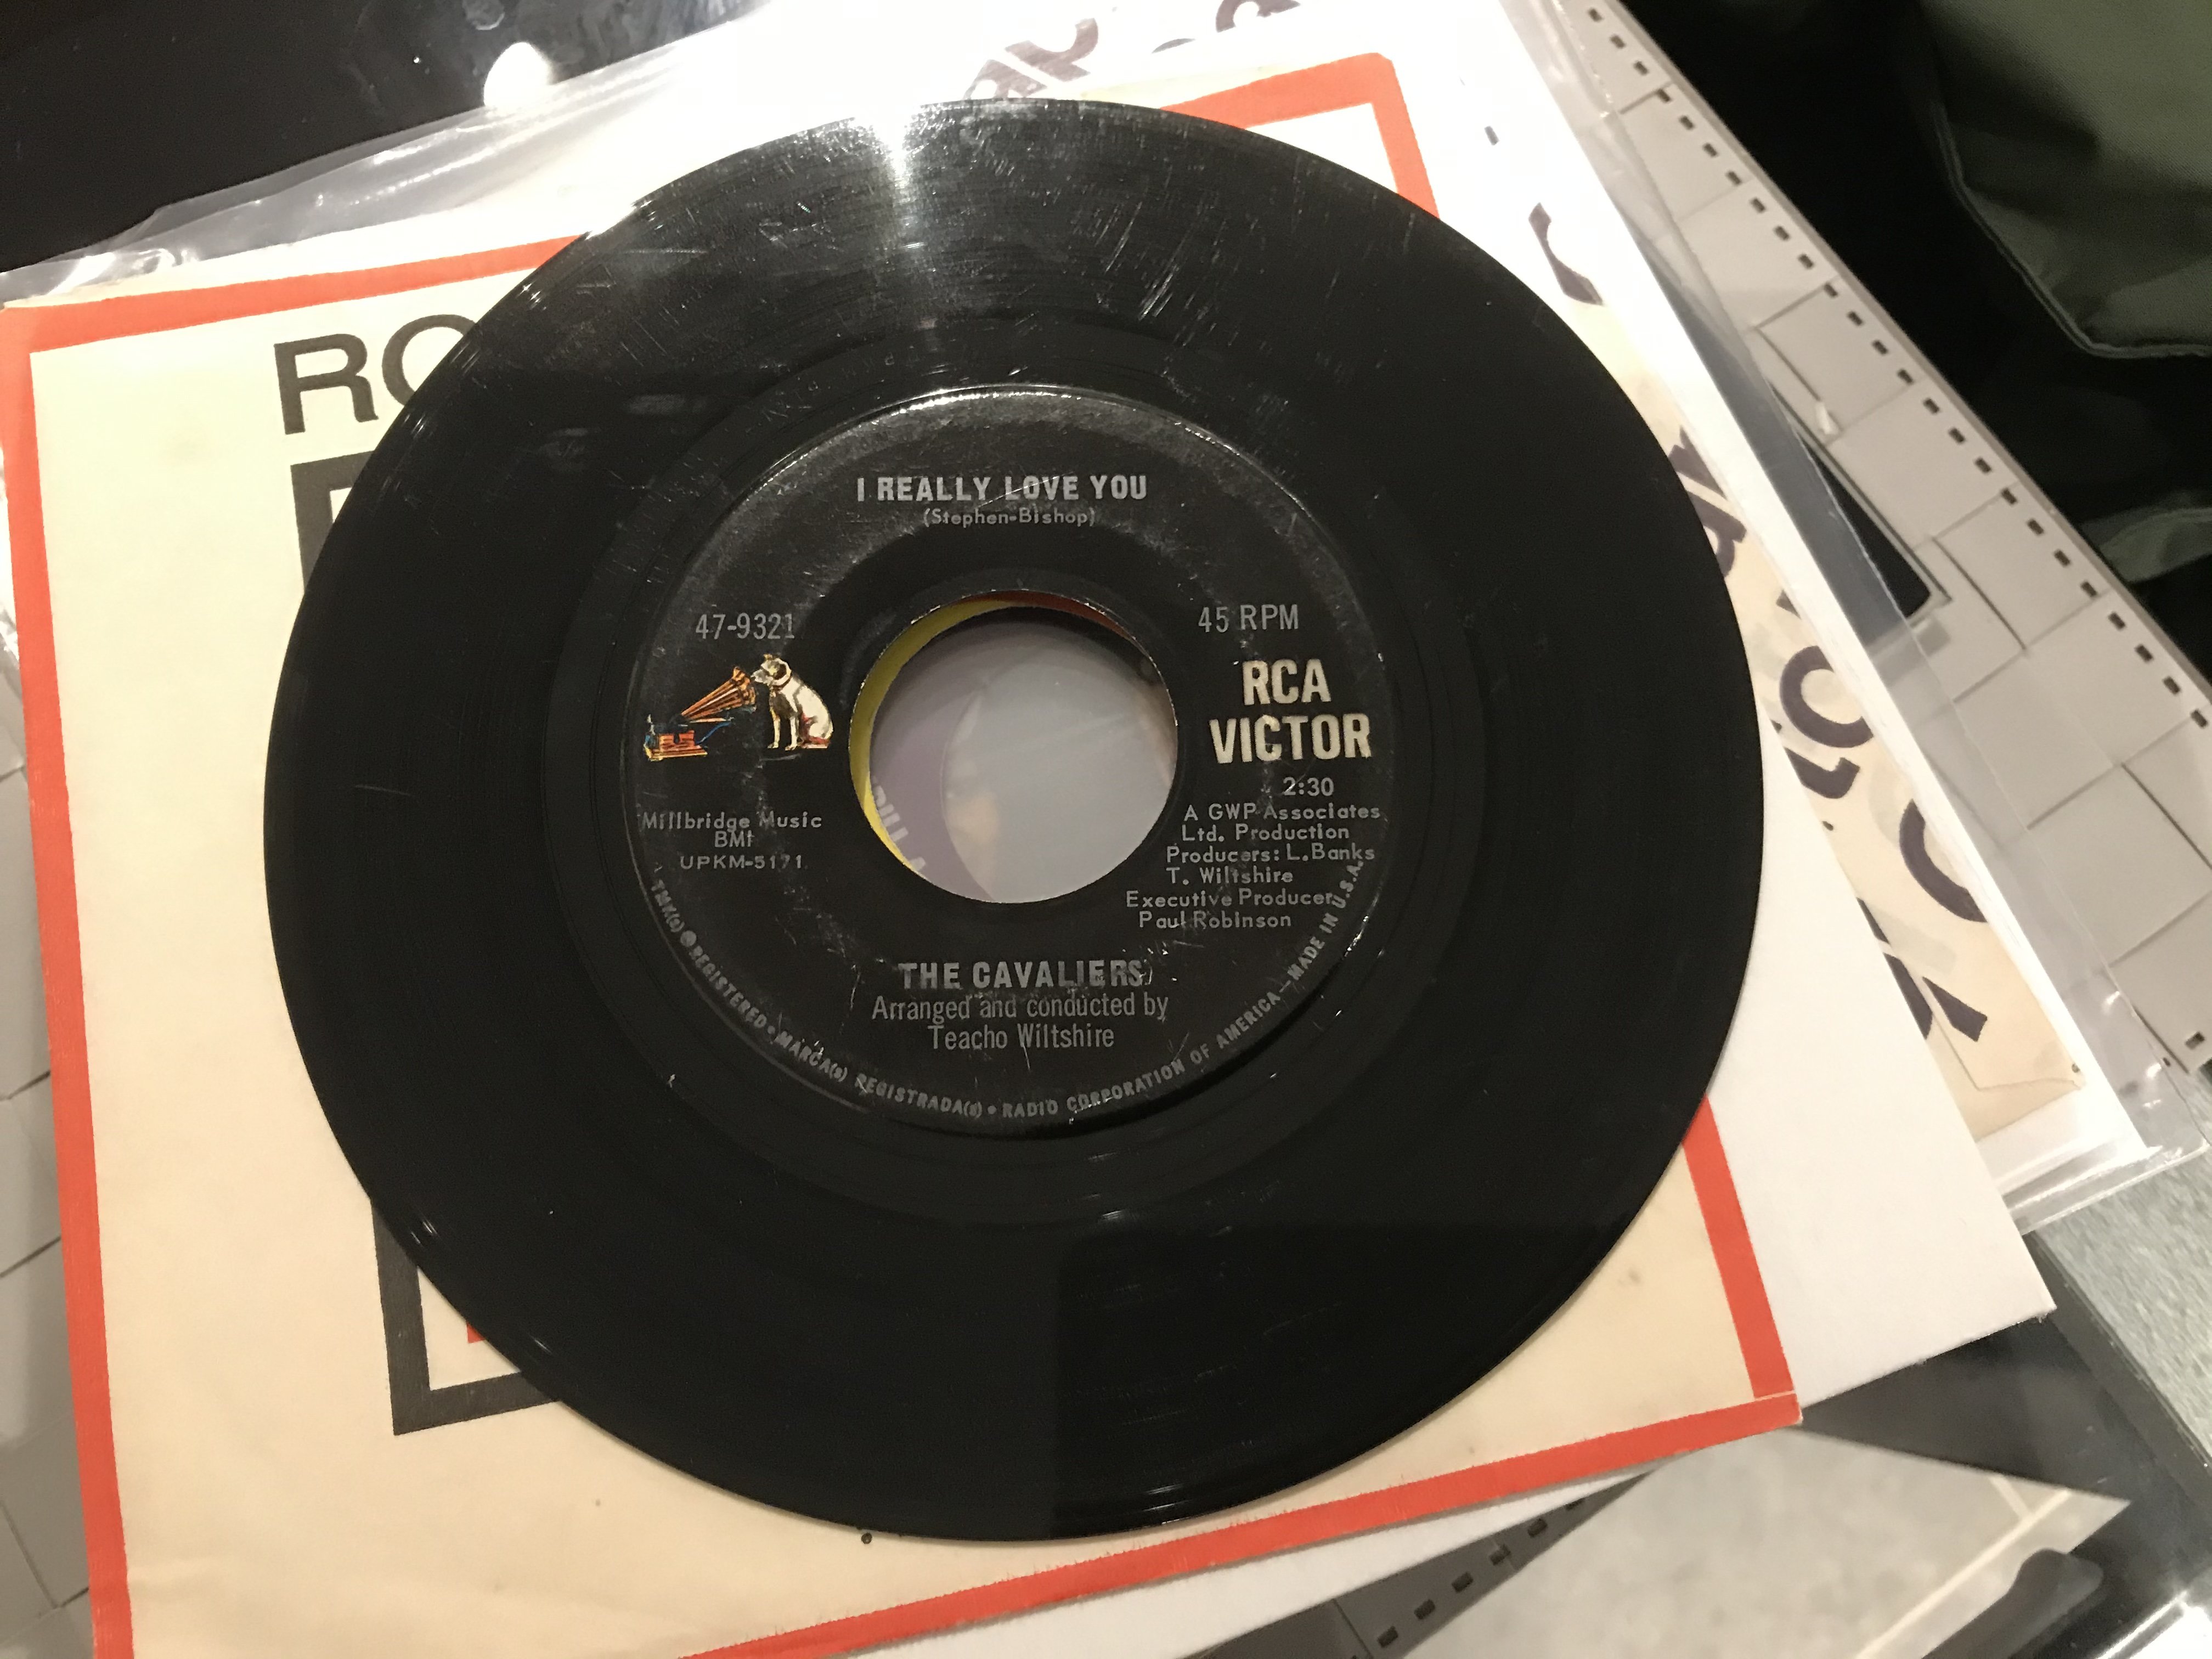 I REALLY LOVE YOU
(Stephen-Bishop)
47-9321
45 RPM
RCA
VICTOR
2:30
A GWP Associates
Ltd. Production
Producers: L.Banks
T. Wiltshire
Executive Producer,
Paul Robinson
Millbridge Music
BMI
UPKM-5171
THE CAVALIERS
Arranged and conducted by
Teacho Wiltshire
TMK(s) ® REGISTERED • MARCA(s) REGISTRADA(s) • RADIO CORPORATION OF AMERICA—MADE IN U.S.A.